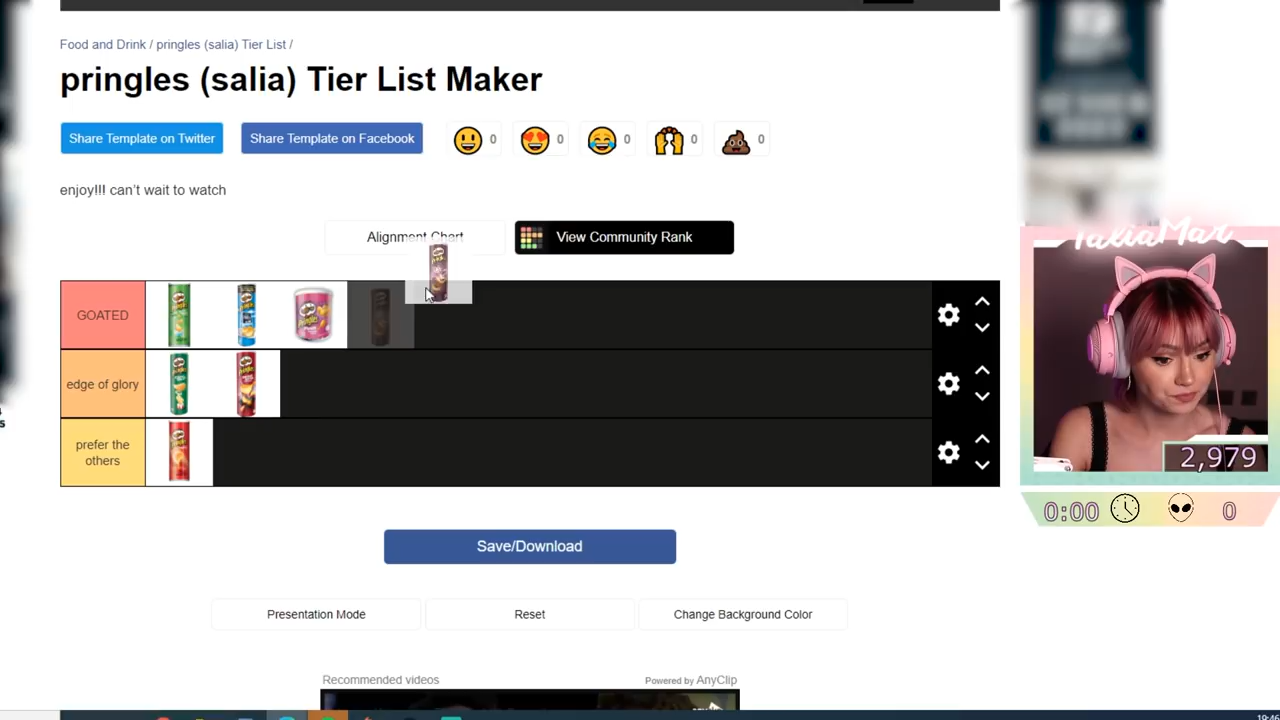 Food and Drink / pringles (salia) Tier List /
pringles (salia) Tier List Maker
Share Template on Twitter
Share Template on Facebook
0
0
0
0
0
enjoy!!! can't wait to watch
Alignment Chart
View Community Rank
GOATED
edge of glory
prefer the
others
Save/Download
Presentation Mode
Reset
Change Background Color
Recommended videos
Powered by AnyClip
TaliaMar
2,979
0:00
0